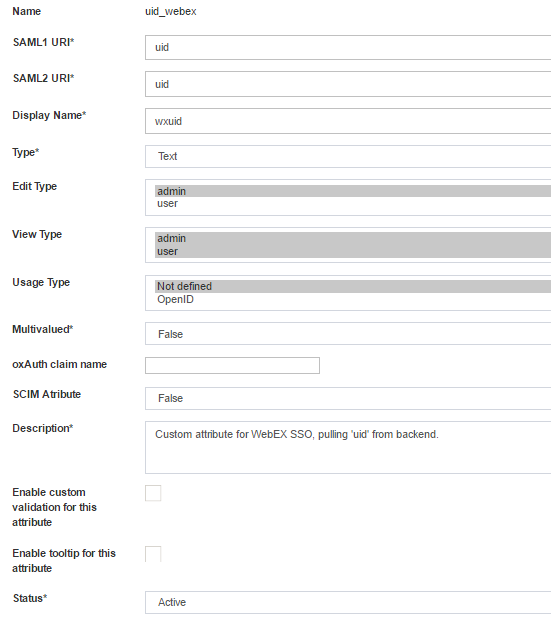 Name uid_webex
SAML1 URI* uid
SAML2 URI* uid
Display Name* wxuid
Type* Text
Edit Type admin
user
View Type admin
user
Usage Type Not defined
OpenID
Multivalued* False
oxAuth claim name
SCIM Atribute False
Description* Custom attribute for WebEX SSO, pulling 'uid' from backend.
Enable custom
validation for this
attribute
Enable tooltip for this
attribute
Status* Active